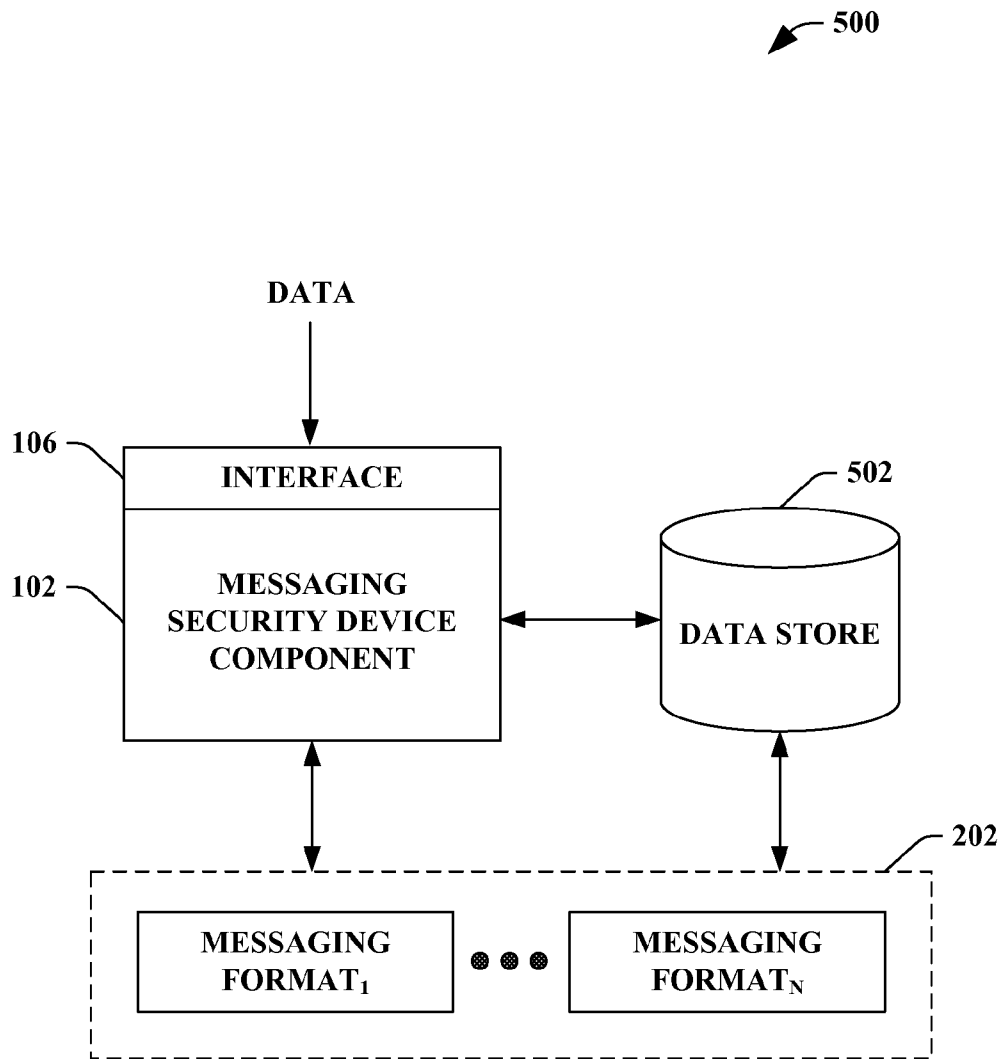 500
DATA
106
INTERFACE
502
102
MESSAGING
SECURITY DEVICE
COMPONENT
DATA STORE
202
MESSAGING
FORMAT₁
MESSAGING
FORMATN